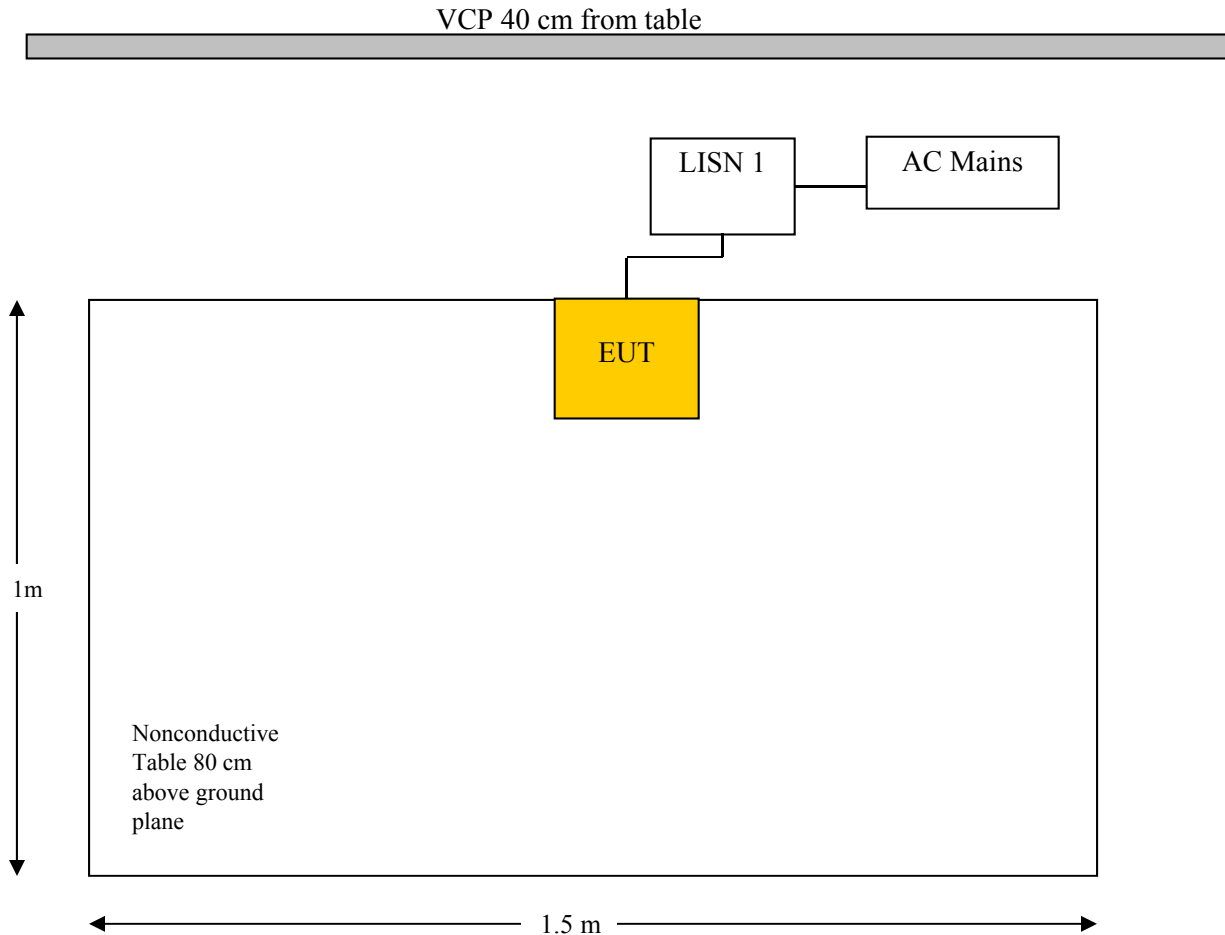 VCP 40 cm from table
LISN 1
AC Mains
EUT
1m
Nonconductive
Table 80 cm
above ground
plane
1.5 m